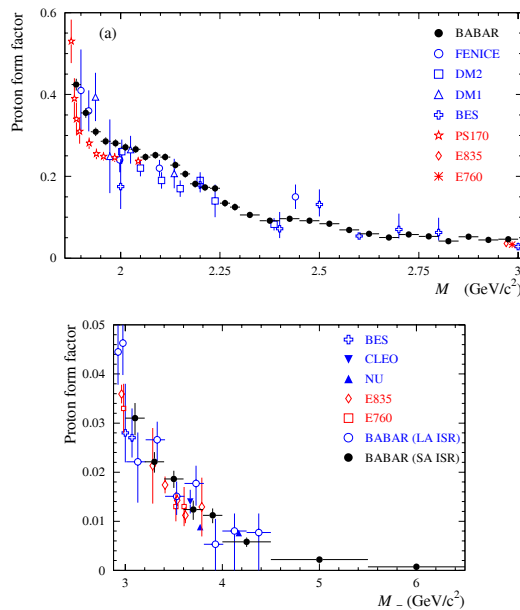 (a)
BABAR
FENICE
DM2
DM1
BES
PS170
E835
E760
Proton form factor
0.6
0.4
0.2
0
2
2.25
2.5
2.75
3
M (GeV/c²)
Proton form factor
0.05
0.04
0.03
0.02
0.01
0
BES
CLEO
NU
E835
E760
BABAR (LA ISR)
BABAR (SA ISR)
3
4
5
6
M (GeV/c²)